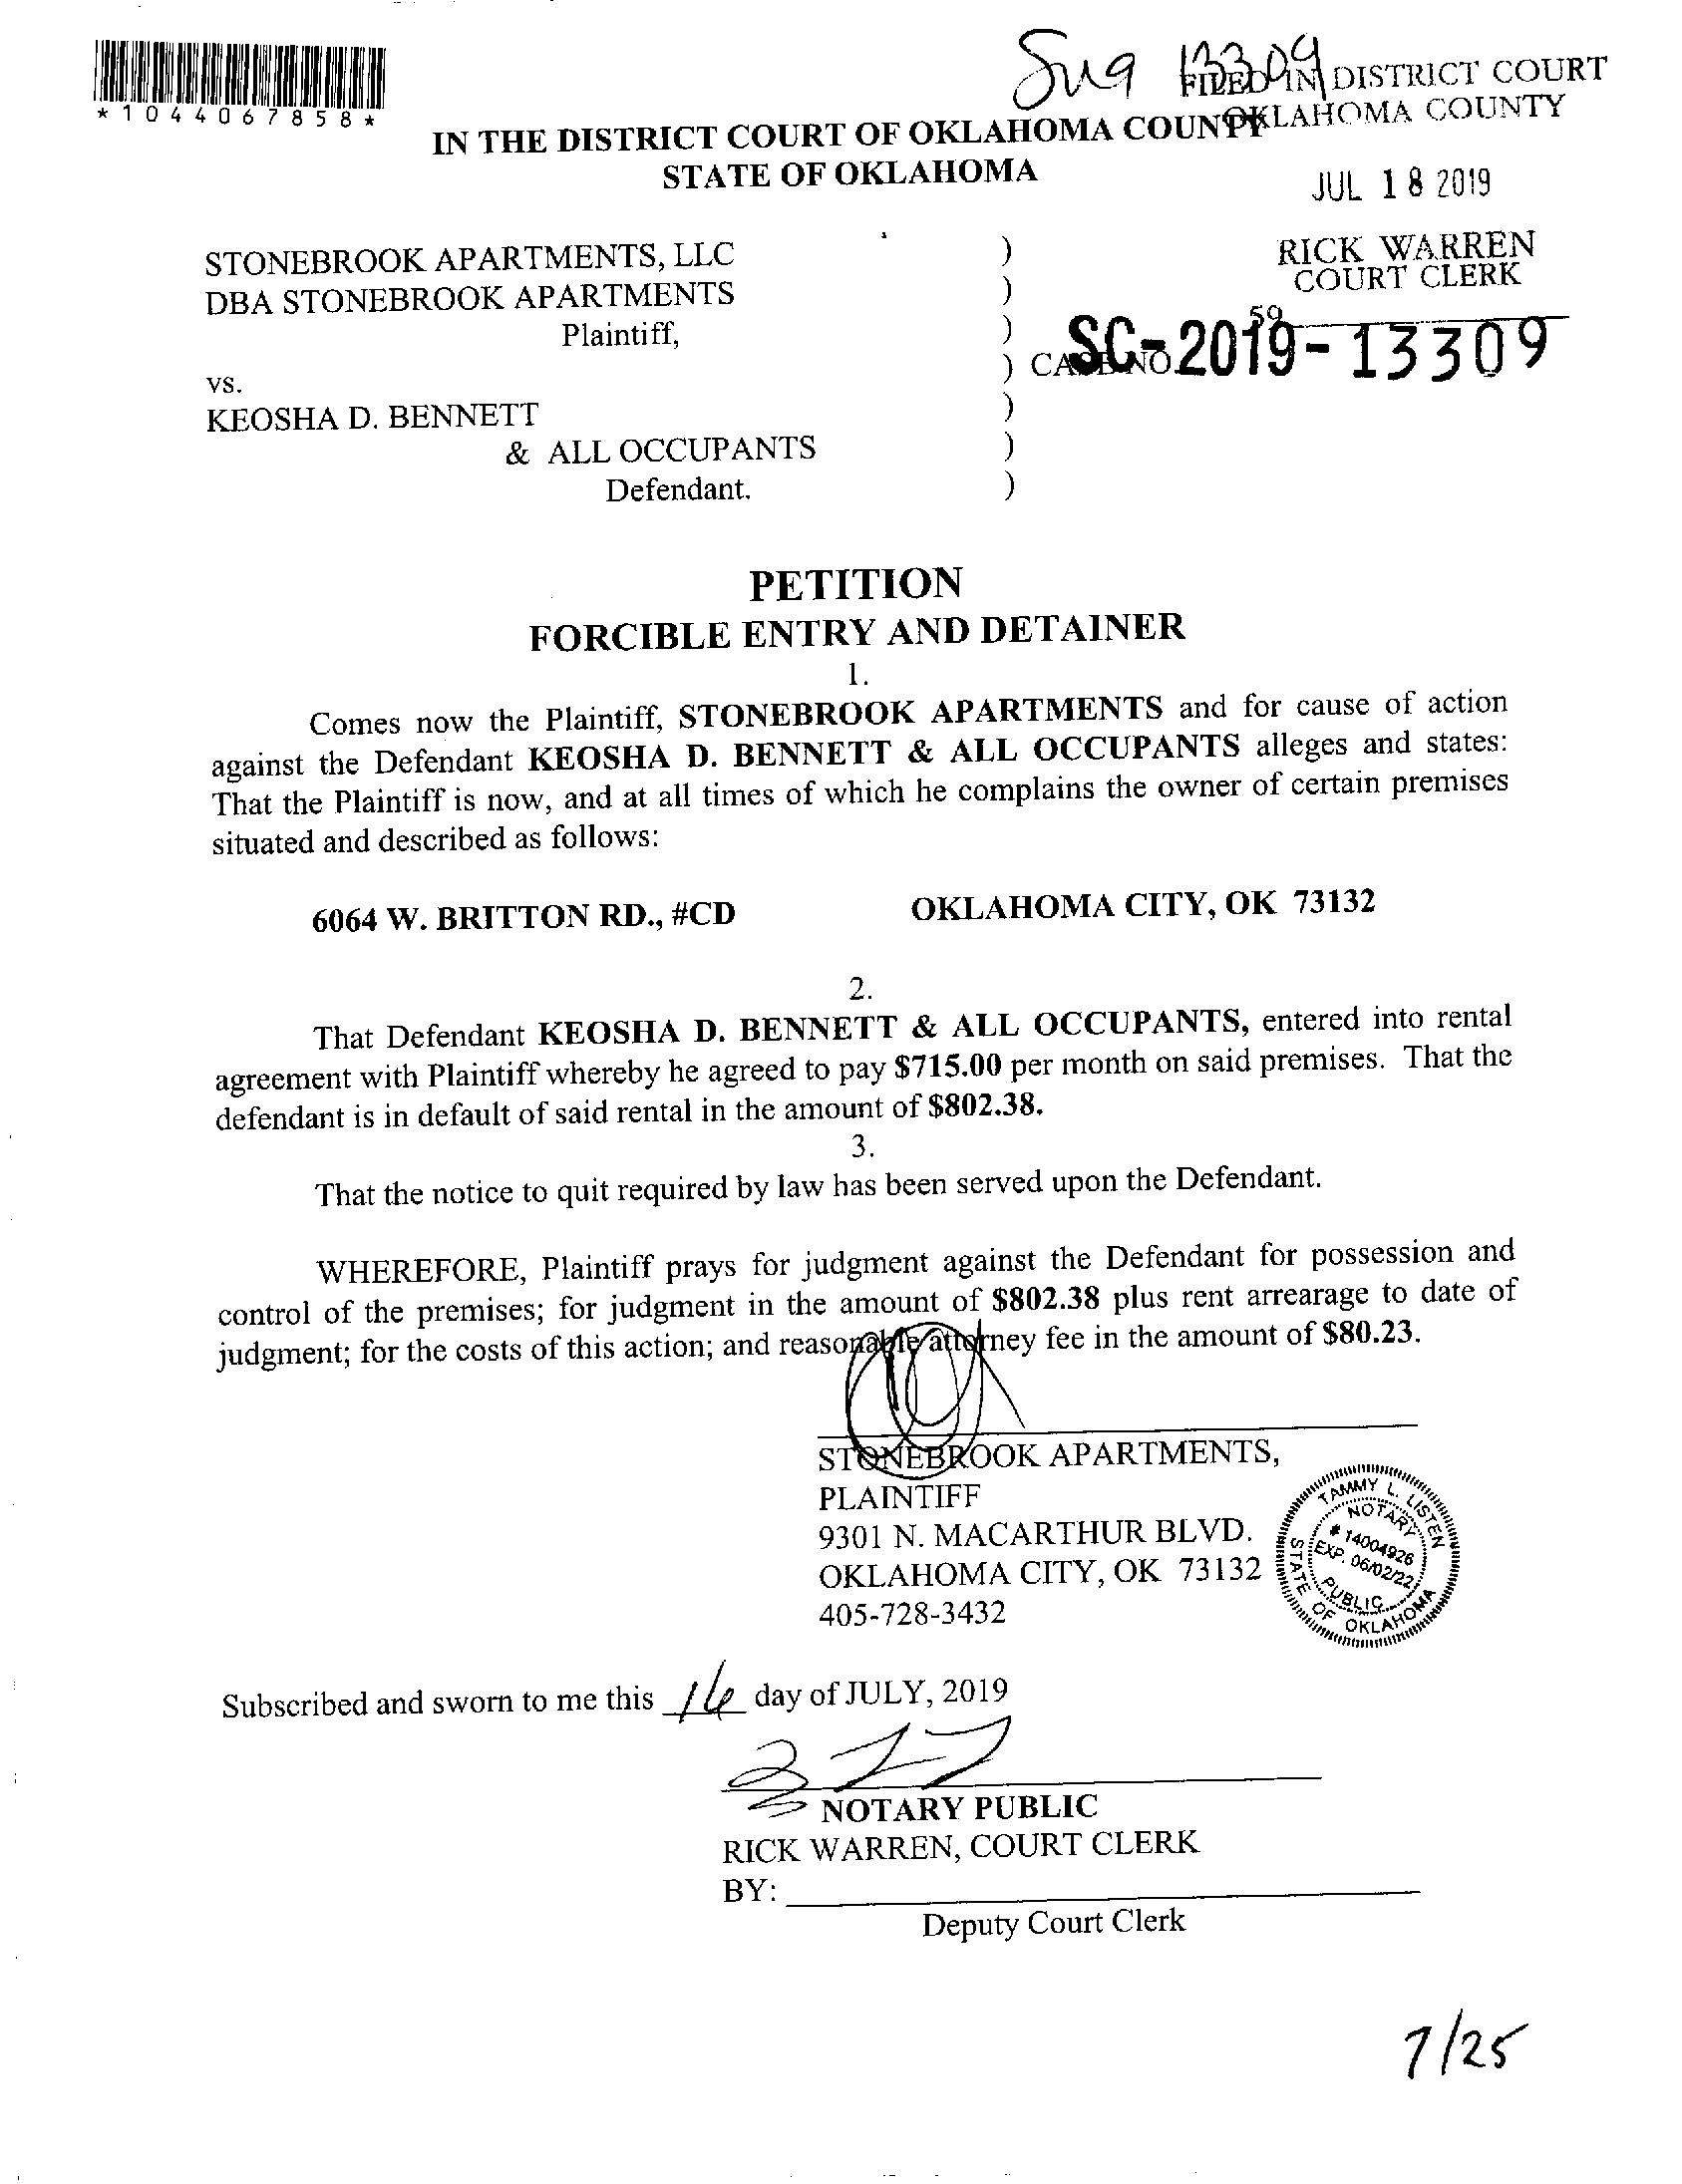 *1044067858*
Sug 13309
FILED IN DISTRICT COURT
OKLAHOMA COUNTY
IN THE DISTRICT COURT OF OKLAHOMA COUNTY
STATE OF OKLAHOMA
JUL 18 2019
RICK WARREN
COURT CLERK
59
STONEBROOK APARTMENTS, LLC )
DBA STONEBROOK APARTMENTS )
Plaintiff, )
) CASE NO. SC-2019-13309
vs.
KEOSHA D. BENNETT )
& ALL OCCUPANTS )
Defendant. )
PETITION
FORCIBLE ENTRY AND DETAINER
1.
Comes now the Plaintiff, STONEBROOK APARTMENTS and for cause of action
against the Defendant KEOSHA D. BENNETT & ALL OCCUPANTS alleges and states:
That the Plaintiff is now, and at all times of which he complains the owner of certain premises
situated and described as follows:
6064 W. BRITTON RD., #CD OKLAHOMA CITY, OK 73132
2.
That Defendant KEOSHA D. BENNETT & ALL OCCUPANTS, entered into rental
agreement with Plaintiff whereby he agreed to pay $715.00 per month on said premises. That the
defendant is in default of said rental in the amount of $802.38.
3.
That the notice to quit required by law has been served upon the Defendant.
WHEREFORE, Plaintiff prays for judgment against the Defendant for possession and
control of the premises; for judgment in the amount of $802.38 plus rent arrearage to date of
judgment; for the costs of this action; and reasonable attorney fee in the amount of $80.23.
STONEBROOK APARTMENTS,
PLAINTIFF
9301 N. MACARTHUR BLVD.
OKLAHOMA CITY, OK 73132
405-728-3432
TAMMY L. LISTEN
NOTARY
# 14004926
EXP. 06/02/22
PUBLIC
STATE OF OKLAHOMA
Subscribed and sworn to me this 16 day of JULY, 2019
NOTARY PUBLIC
RICK WARREN, COURT CLERK
BY:
Deputy Court Clerk
7/25